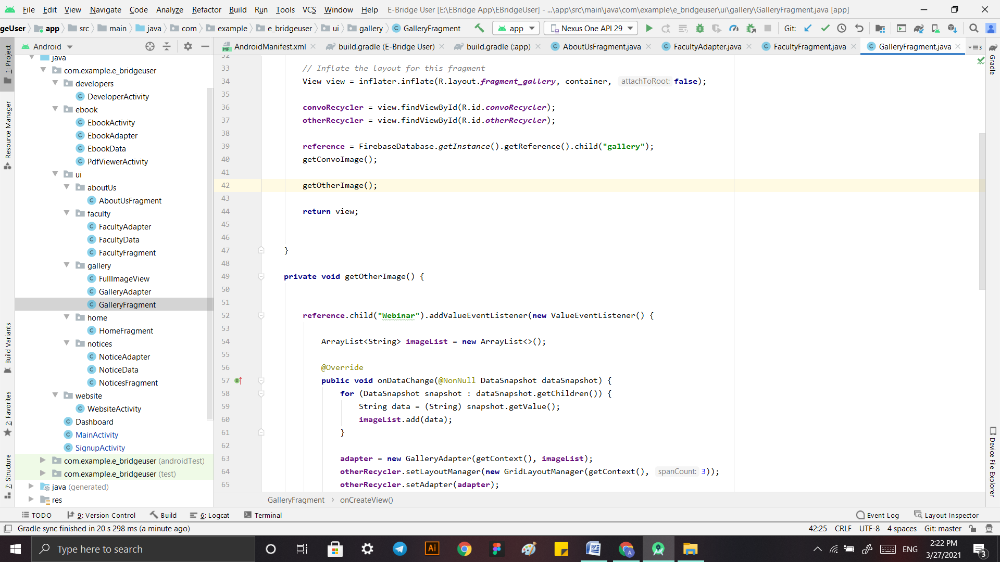 File Edit View Navigate Code Analyze Refactor Build Run Tools VCS Window Help E-Bridge User [E:\EBridge App\EBridgeUser] - ...\app\src\main\java\com\example\e_bridgeuser\ui\gallery\GalleryFragment.java [app]
geUser app src main java com example e_bridgeuser ui gallery GalleryFragment app Nexus One API 29 Git:
Android AndroidManifest.xml build.gradle (E-Bridge User) build.gradle (:app) AboutUsFragment.java FacultyAdapter.java FacultyFragment.java GalleryFragment.java 3
1: Project
Resource Manager
Build Variants
2: Favorites
7: Structure
java
com.example.e_bridgeuser
developers
DeveloperActivity
ebook
EbookActivity
EbookAdapter
EbookData
PdfViewerActivity
ui
aboutUs
AboutUsFragment
faculty
FacultyAdapter
FacultyData
FacultyFragment
gallery
FullImageView
GalleryAdapter
GalleryFragment
home
HomeFragment
notices
NoticeAdapter
NoticeData
NoticesFragment
website
WebsiteActivity
Dashboard
MainActivity
SignupActivity
com.example.e_bridgeuser (androidTest)
com.example.e_bridgeuser (test)
java (generated)
res
32
33 // Inflate the layout for this fragment
34 View view = inflater.inflate(R.layout.fragment_gallery, container, attachToRoot: false);
35
36 convoRecycler = view.findViewById(R.id.convoRecycler);
37 otherRecycler = view.findViewById(R.id.otherRecycler);
38
39 reference = FirebaseDatabase.getInstance().getReference().child("gallery");
40 getConvoImage();
41
42 getOtherImage();
43
44 return view;
45
46
47 }
48
49 private void getOtherImage() {
50
51
52 reference.child("Webinar").addValueEventListener(new ValueEventListener() {
53
54 ArrayList<String> imageList = new ArrayList<>();
55
56 @Override
57 public void onDataChange(@NonNull DataSnapshot dataSnapshot) {
58 for (DataSnapshot snapshot : dataSnapshot.getChildren()) {
59 String data = (String) snapshot.getValue();
60 imageList.add(data);
61 }
62
63 adapter = new GalleryAdapter(getContext(), imageList);
64 otherRecycler.setLayoutManager(new GridLayoutManager(getContext(), spanCount: 3));
65 otherRecycler.setAdapter(adapter);
GalleryFragment onCreateView()
Gradle
Device File Explorer
TODO 9: Version Control Build 6: Logcat Terminal Event Log Layout Inspector
Gradle sync finished in 20 s 298 ms (a minute ago) 42:25 CRLF UTF-8 4 spaces Git: master
Type here to search ENG 2:22 PM
3/27/2021 3